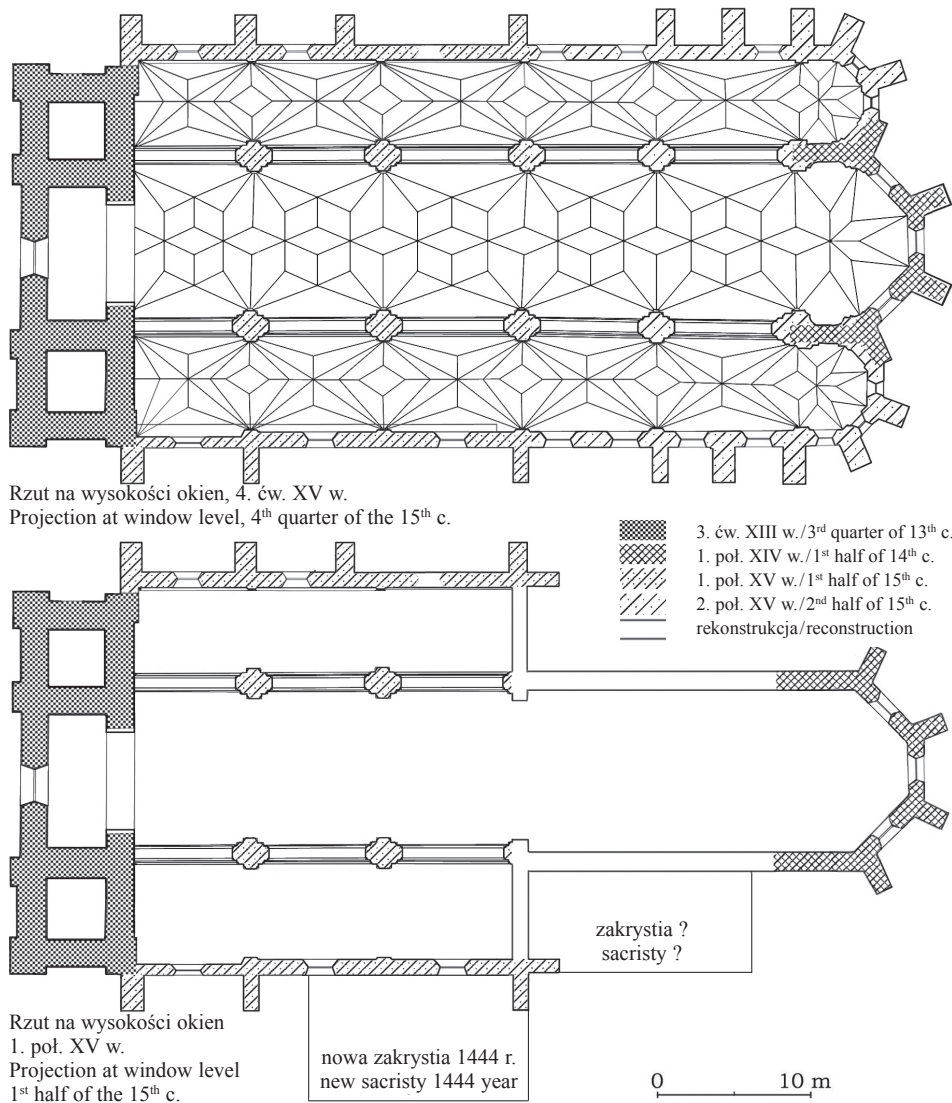 Rzut na wysokości okien, 4. ćw. XV w.
Projection at window level, 4th quarter of the 15th c.
3. ćw. XIII w./3rd quarter of 13th c.
1. poł. XIV w./1st half of 14th c.
1. poł. XV w./1st half of 15th c.
2. poł. XV w./2nd half of 15th c.
rekonstrukcja/reconstruction
zakrystia ?
sacristy ?
Rzut na wysokości okien
1. poł. XV w.
Projection at window level
1st half of the 15th c.
nowa zakrystia 1444 r.
new sacristy 1444 year
0 10 m